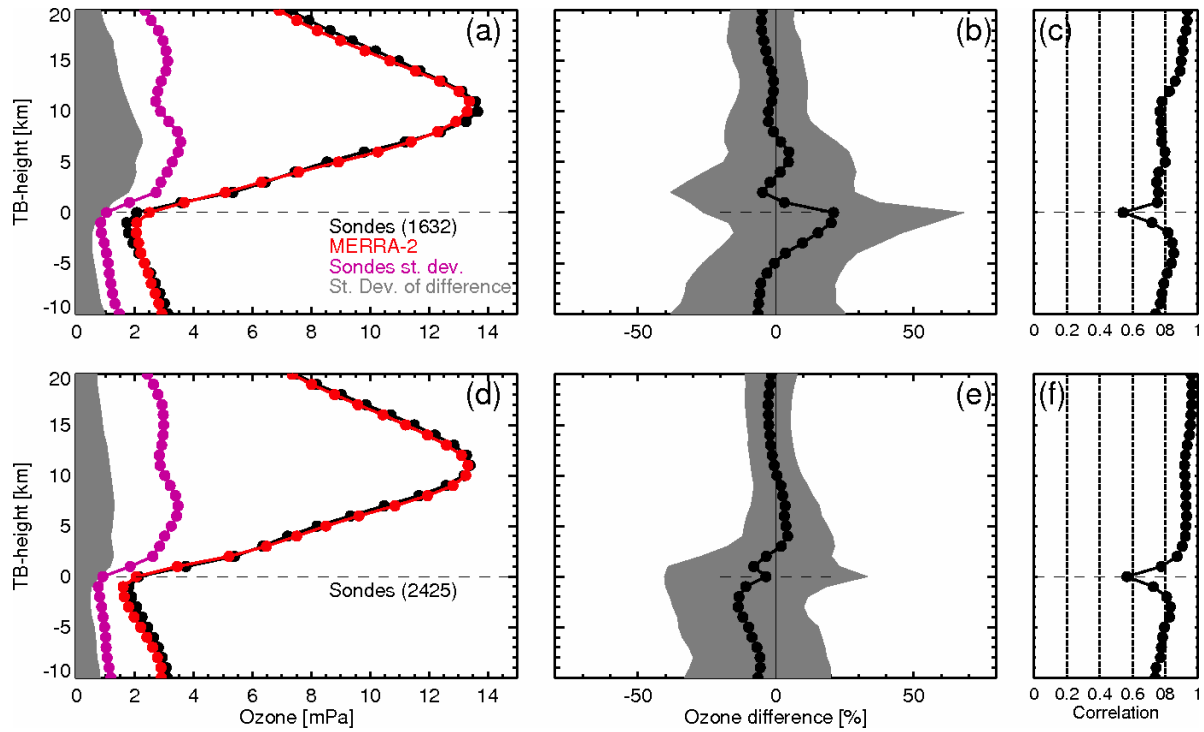 20
15
10
5
0
-5
-10
TB-height [km]
(a)
Sondes (1632)
MERRA-2
Sondes st. dev.
St. Dev. of difference
0 2 4 6 8 10 12 14
(b)
-50 0 50
(c)
0 0.2 0.4 0.6 0.8 1
20
15
10
5
0
-5
-10
TB-height [km]
(d)
Sondes (2425)
0 2 4 6 8 10 12 14
Ozone [mPa]
(e)
-50 0 50
Ozone difference [%]
(f)
0 0.2 0.4 0.6 0.8 1
Correlation